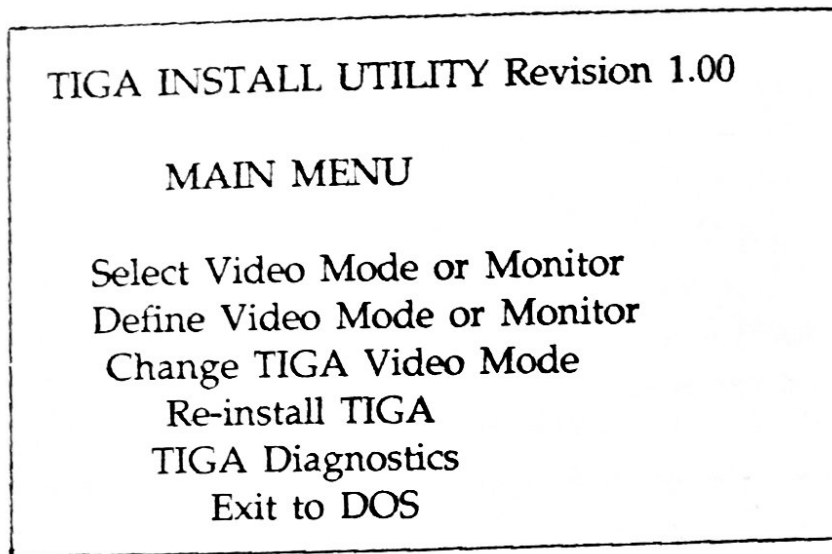 TIGA INSTALL UTILITY Revision 1.00
MAIN MENU
Select Video Mode or Monitor
Define Video Mode or Monitor
Change TIGA Video Mode
Re-install TIGA
TIGA Diagnostics
Exit to DOS